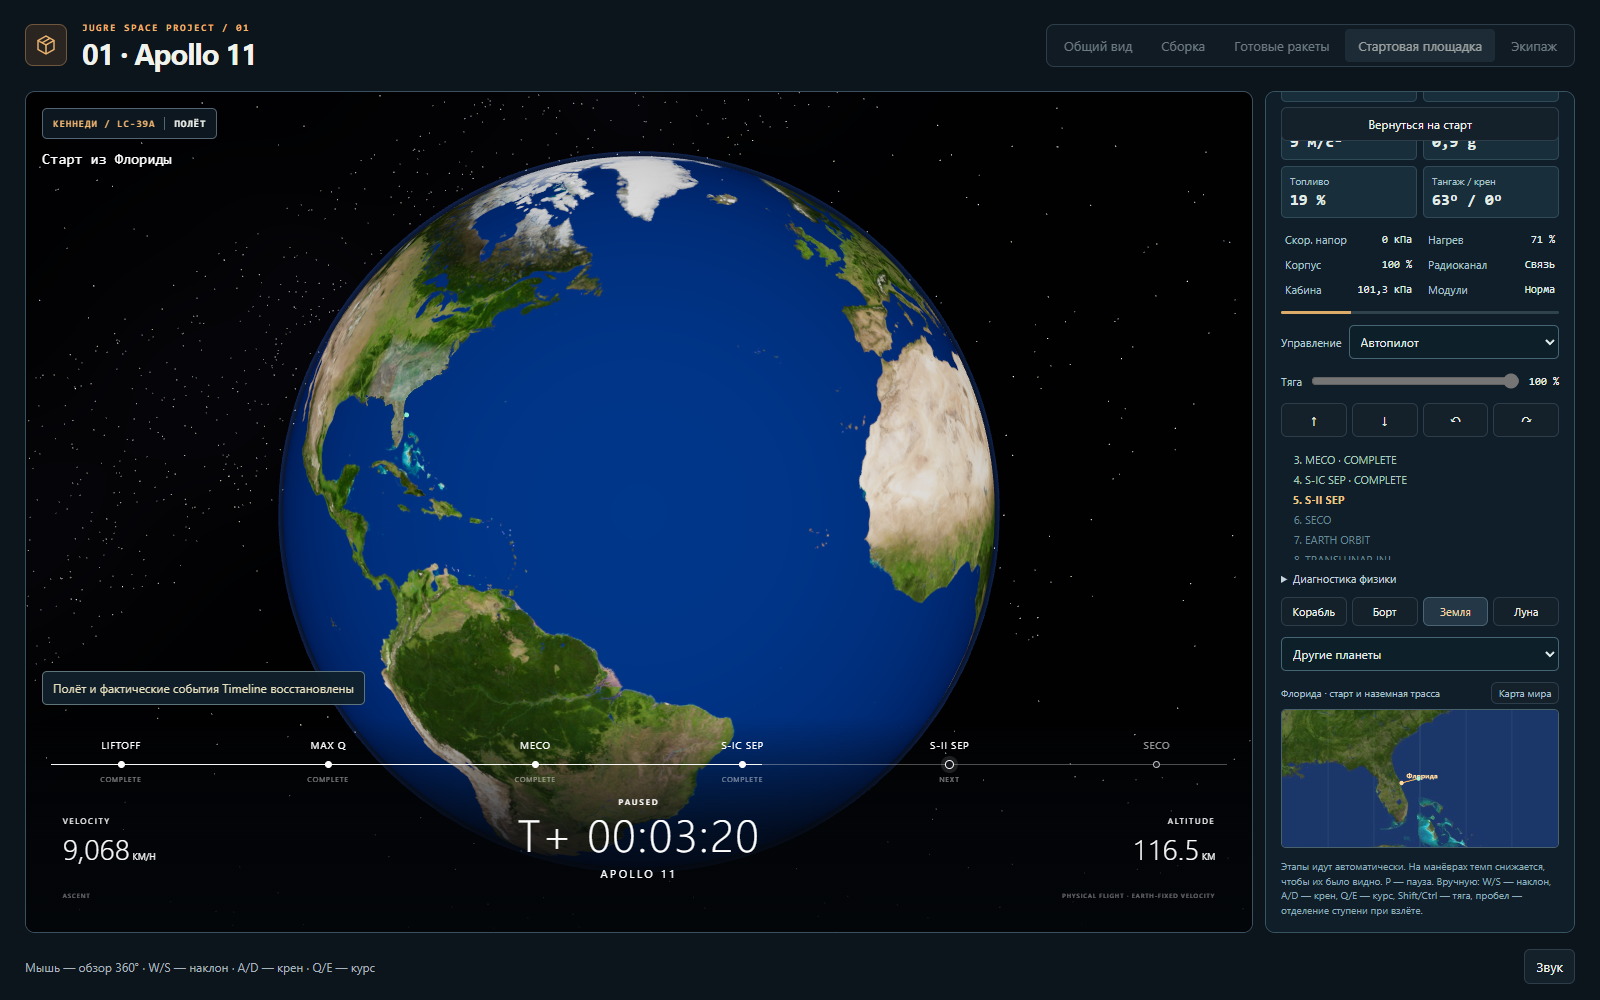 JUGRE SPACE PROJECT / 01
01 · Apollo 11
Общий вид
Сборка
Готовые ракеты
Стартовая площадка
Экипаж
КЕННЕДИ / LC-39A | ПОЛЁТ
Старт из Флориды
Полёт и фактические события Timeline восстановлены
LIFTOFF
MAX Q
MECO
S-IC SEP
S-II SEP
SECO
COMPLETE
COMPLETE
COMPLETE
COMPLETE
NEXT
PAUSED
T+ 00:03:20
APOLLO 11
VELOCITY
9,068 КМ/Н
ASCENT
ALTITUDE
116.5 КМ
PHYSICAL FLIGHT · EARTH-FIXED VELOCITY
Вернуться на старт
Топливо
19 %
Тангаж / крен
63° / 0°
Скор. напор 0 кПа
Нагрев 71 %
Корпус 100 %
Радиоканал Связь
Кабина 101,3 кПа
Модули Норма
Управление Автопилот
Тяга 100 %
↑ ↓ ↶ ↷
3. MECO · COMPLETE
4. S-IC SEP · COMPLETE
5. S-II SEP
6. SECO
7. EARTH ORBIT
Диагностика физики
Корабль
Борт
Земля
Луна
Другие планеты
Флорида · старт и наземная трасса
Карта мира
Флорида
Этапы идут автоматически. На манёврах темп снижается,
чтобы их было видно. P — пауза. Вручную: W/S — наклон,
A/D — крен, Q/E — курс, Shift/Ctrl — тяга, пробел —
отделение ступени при взлёте.
Мышь — обзор 360° · W/S — наклон · A/D — крен · Q/E — курс
Звук